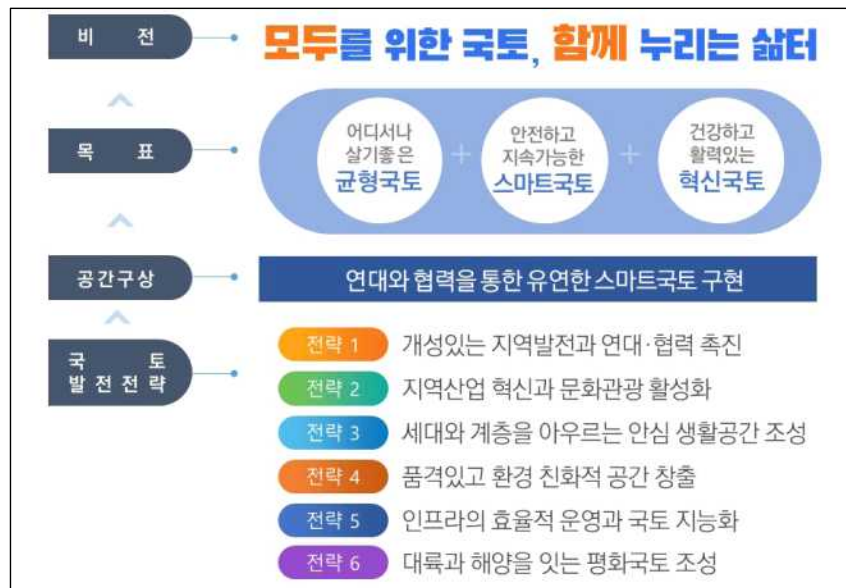 비 전
모두를 위한 국토, 함께 누리는 삶터
목 표
어디서나
살기좋은
균형국토
+
안전하고
지속가능한
스마트국토
+
건강하고
활력있는
혁신국토
공간구상
연대와 협력을 통한 유연한 스마트국토 구현
국 토
발전전략
전략 1 개성있는 지역발전과 연대·협력 촉진
전략 2 지역산업 혁신과 문화관광 활성화
전략 3 세대와 계층을 아우르는 안심 생활공간 조성
전략 4 품격있고 환경 친화적 공간 창출
전략 5 인프라의 효율적 운영과 국토 지능화
전략 6 대륙과 해양을 잇는 평화국토 조성